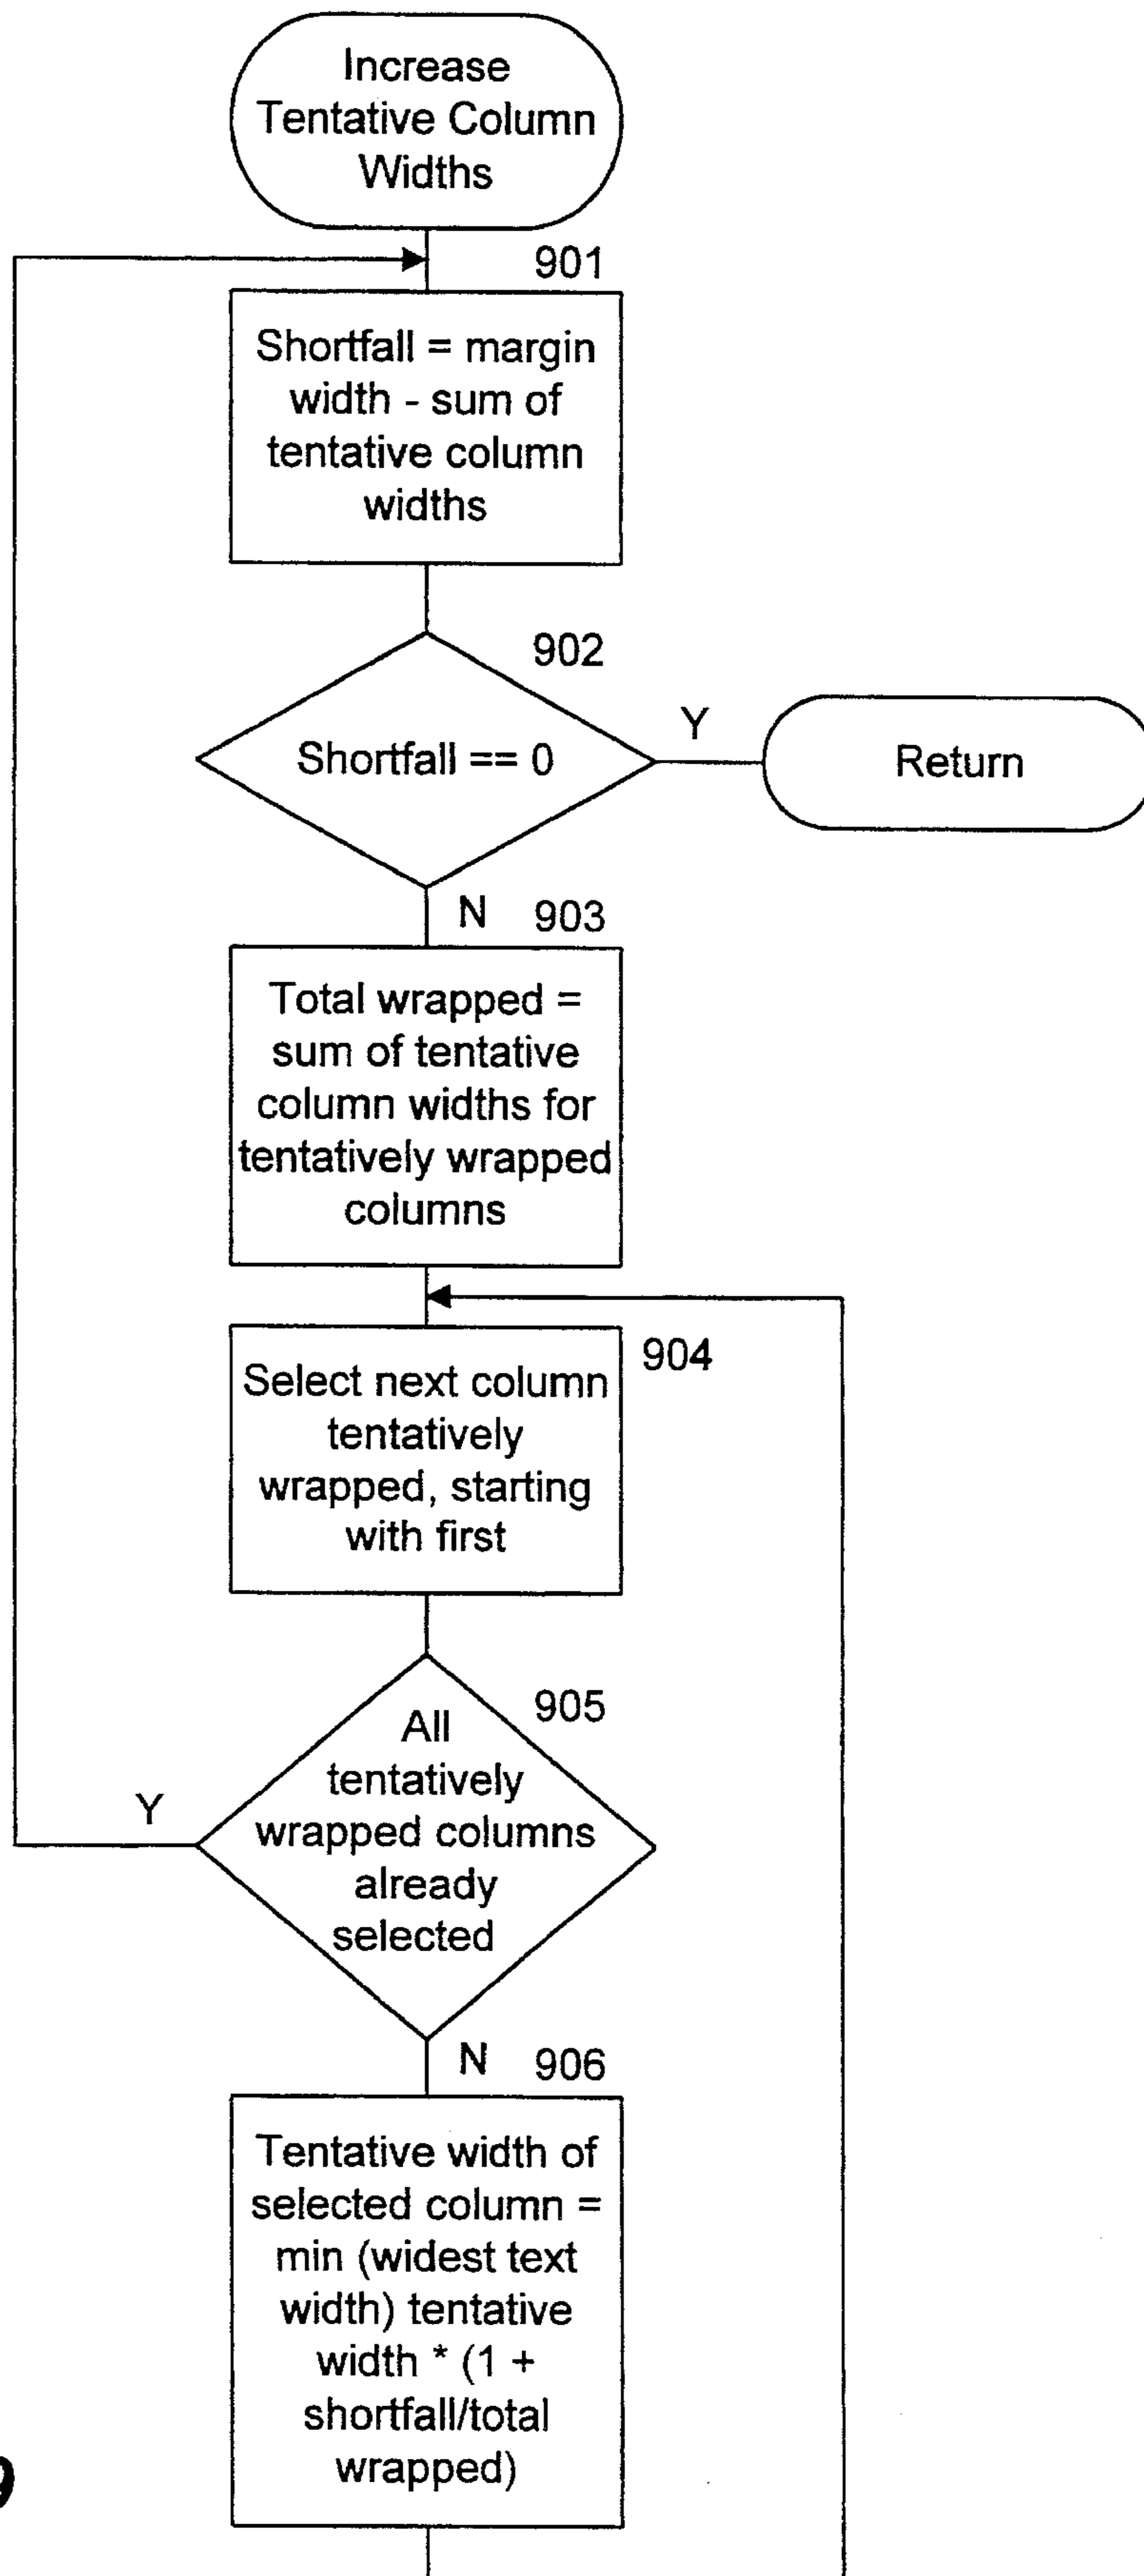 Increase
Tentative Column
Widths
901
Shortfall = margin
width - sum of
tentative column
widths
902
Shortfall == 0
Y
Return
N
903
Total wrapped =
sum of tentative
column widths for
tentatively wrapped
columns
904
Select next column
tentatively
wrapped, starting
with first
905
All
tentatively
wrapped columns
already
selected
Y
N
906
Tentative width of
selected column =
min (widest text
width) tentative
width * (1 +
shortfall/total
wrapped)
9